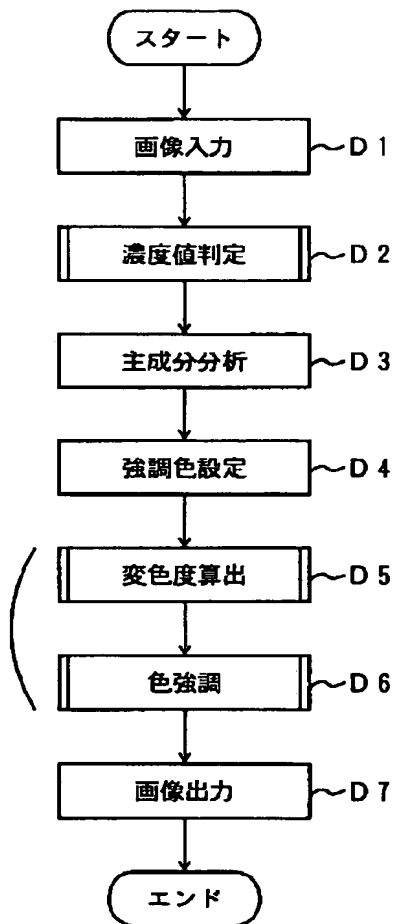 スタート
画像入力 D1
濃度値判定 D2
主成分分析 D3
強調色設定 D4
変色度算出 D5
色強調 D6
画像出力 D7
エンド